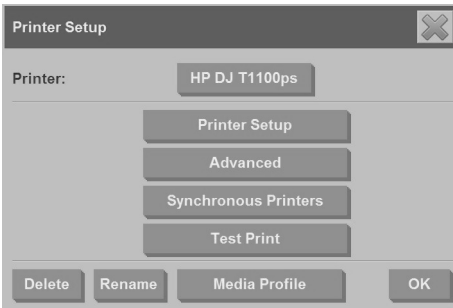 Printer Setup
Printer: HP DJ T1100ps
Printer Setup
Advanced
Synchronous Printers
Test Print
Delete Rename Media Profile OK